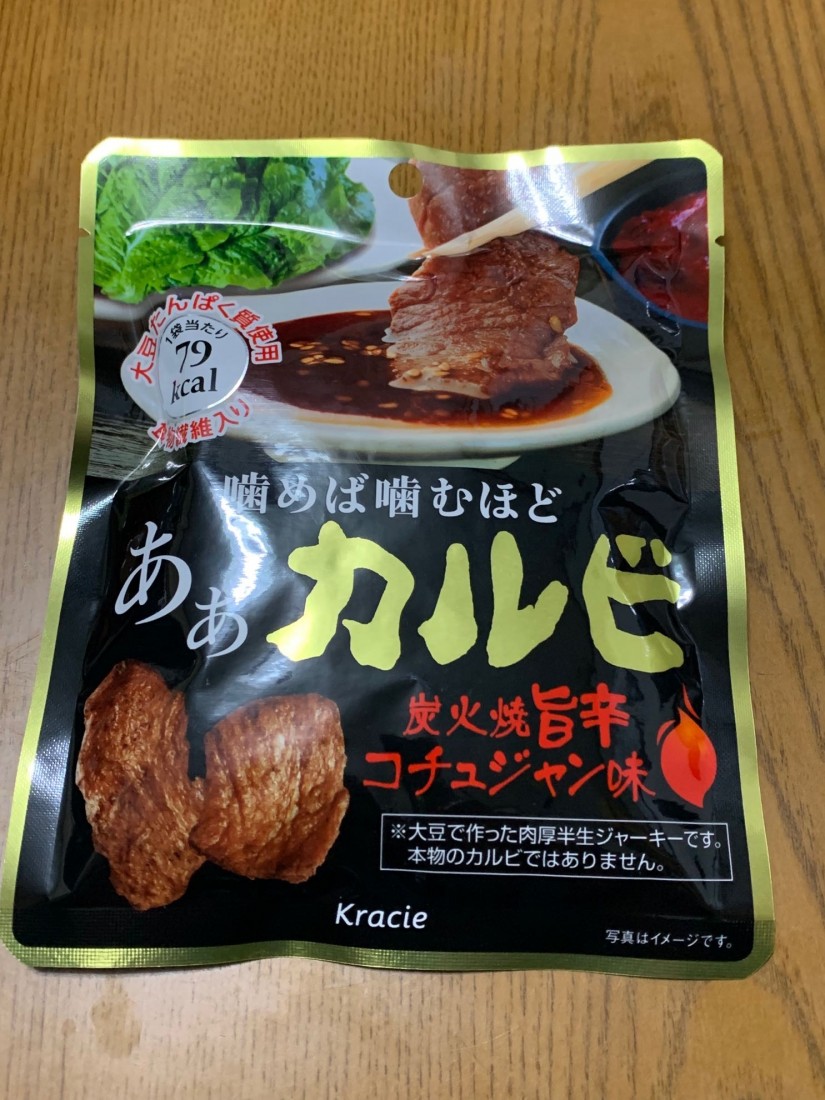 大豆たんぱく質使用
1袋当たり
79
kcal
食物繊維入り
噛めば噛むほど
あぁカルビ
炭火焼旨辛
コチュジャン味
※大豆で作った肉厚半生ジャーキーです。
本物のカルビではありません。
Kracie
写真はイメージです。